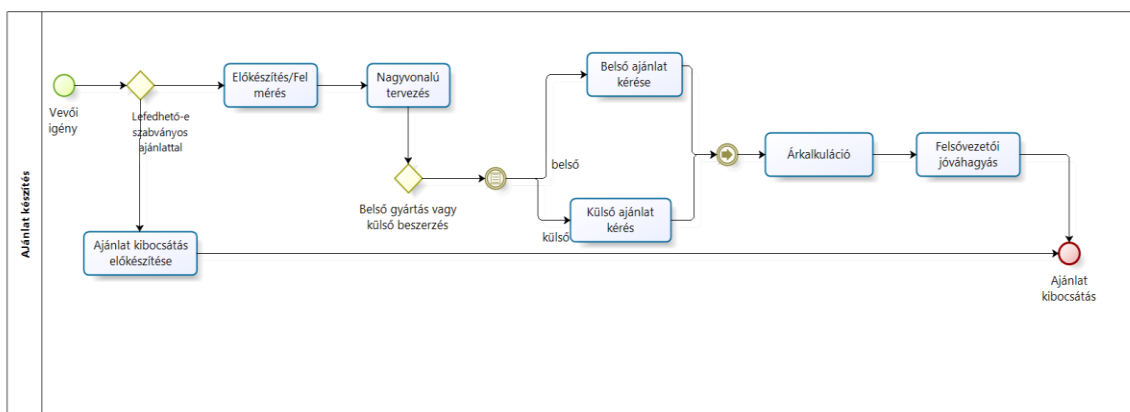 AJánlat készítés
Vevői
igény
Lefedhető-e
szabványos
ajánlattal
Előkészítés/Fel
mérés
Nagyvonalú
tervezés
Belső gyártás vagy
külső beszerzés
belső
külső
Belső ajánlat
kérése
Külső ajánlat
kérés
Árkalkuláció
Felsővezetői
jóváhagyás
Ajánlat kibocsátás
előkészítése
Ajánlat
kibocsátás